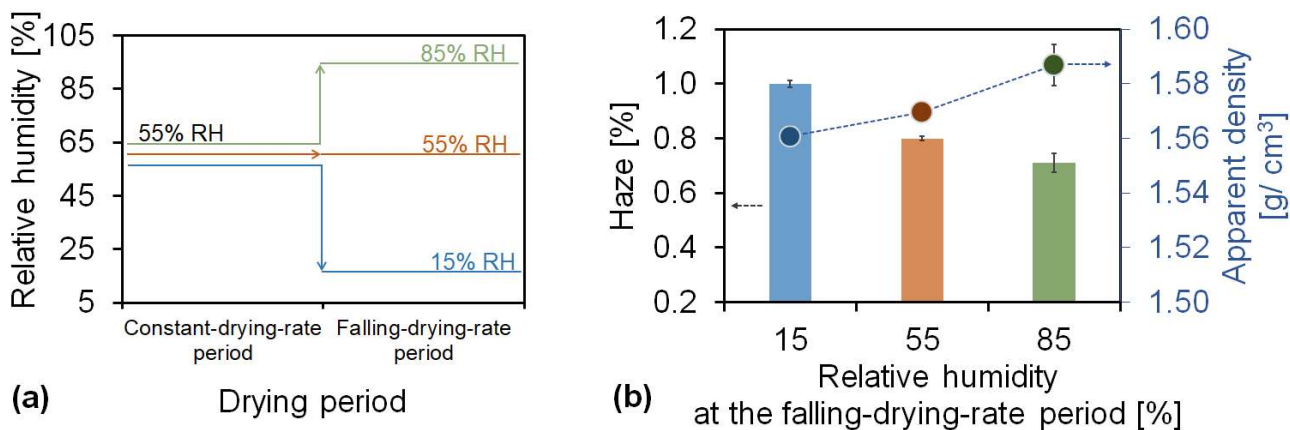 Relative humidity [%]
105
85
65
45
25
5
85% RH
55% RH
55% RH
15% RH
Constant-drying-rate
period
Falling-drying-rate
period
(a)
Drying period
Haze [%]
1.2
1.0
0.8
0.6
0.4
0.2
1.60
1.58
1.56
1.54
1.52
1.50
Apparent density
[g/ cm³]
15
55
85
Relative humidity
at the falling-drying-rate period [%]
(b)